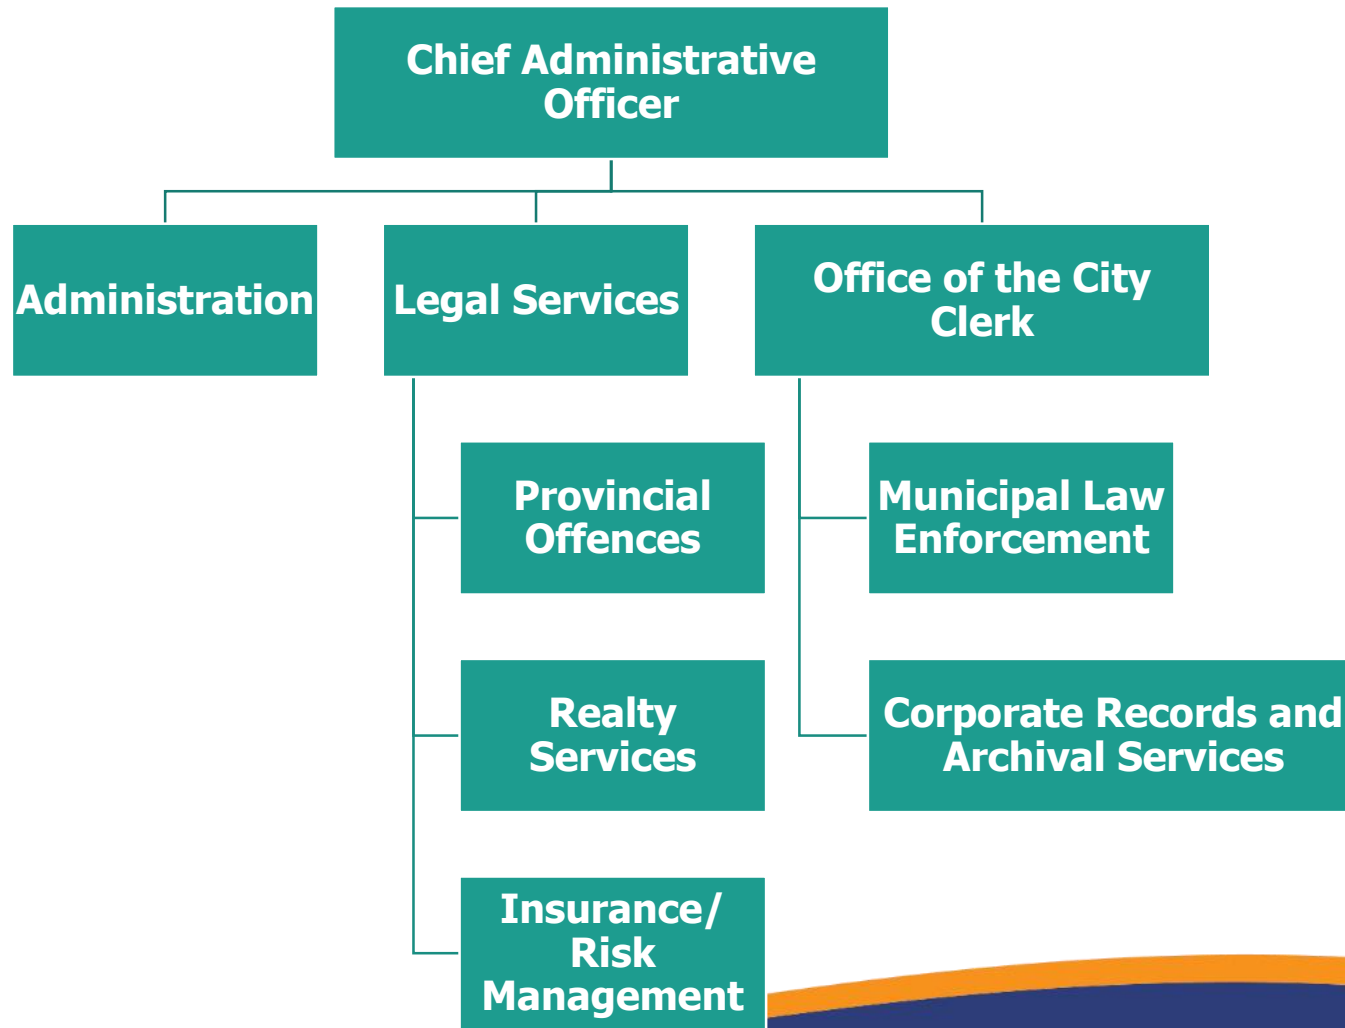 Chief Administrative
Officer
Administration
Legal Services
Office of the City
Clerk
Provincial
Offences
Municipal Law
Enforcement
Realty
Services
Corporate Records and
Archival Services
Insurance/
Risk
Management